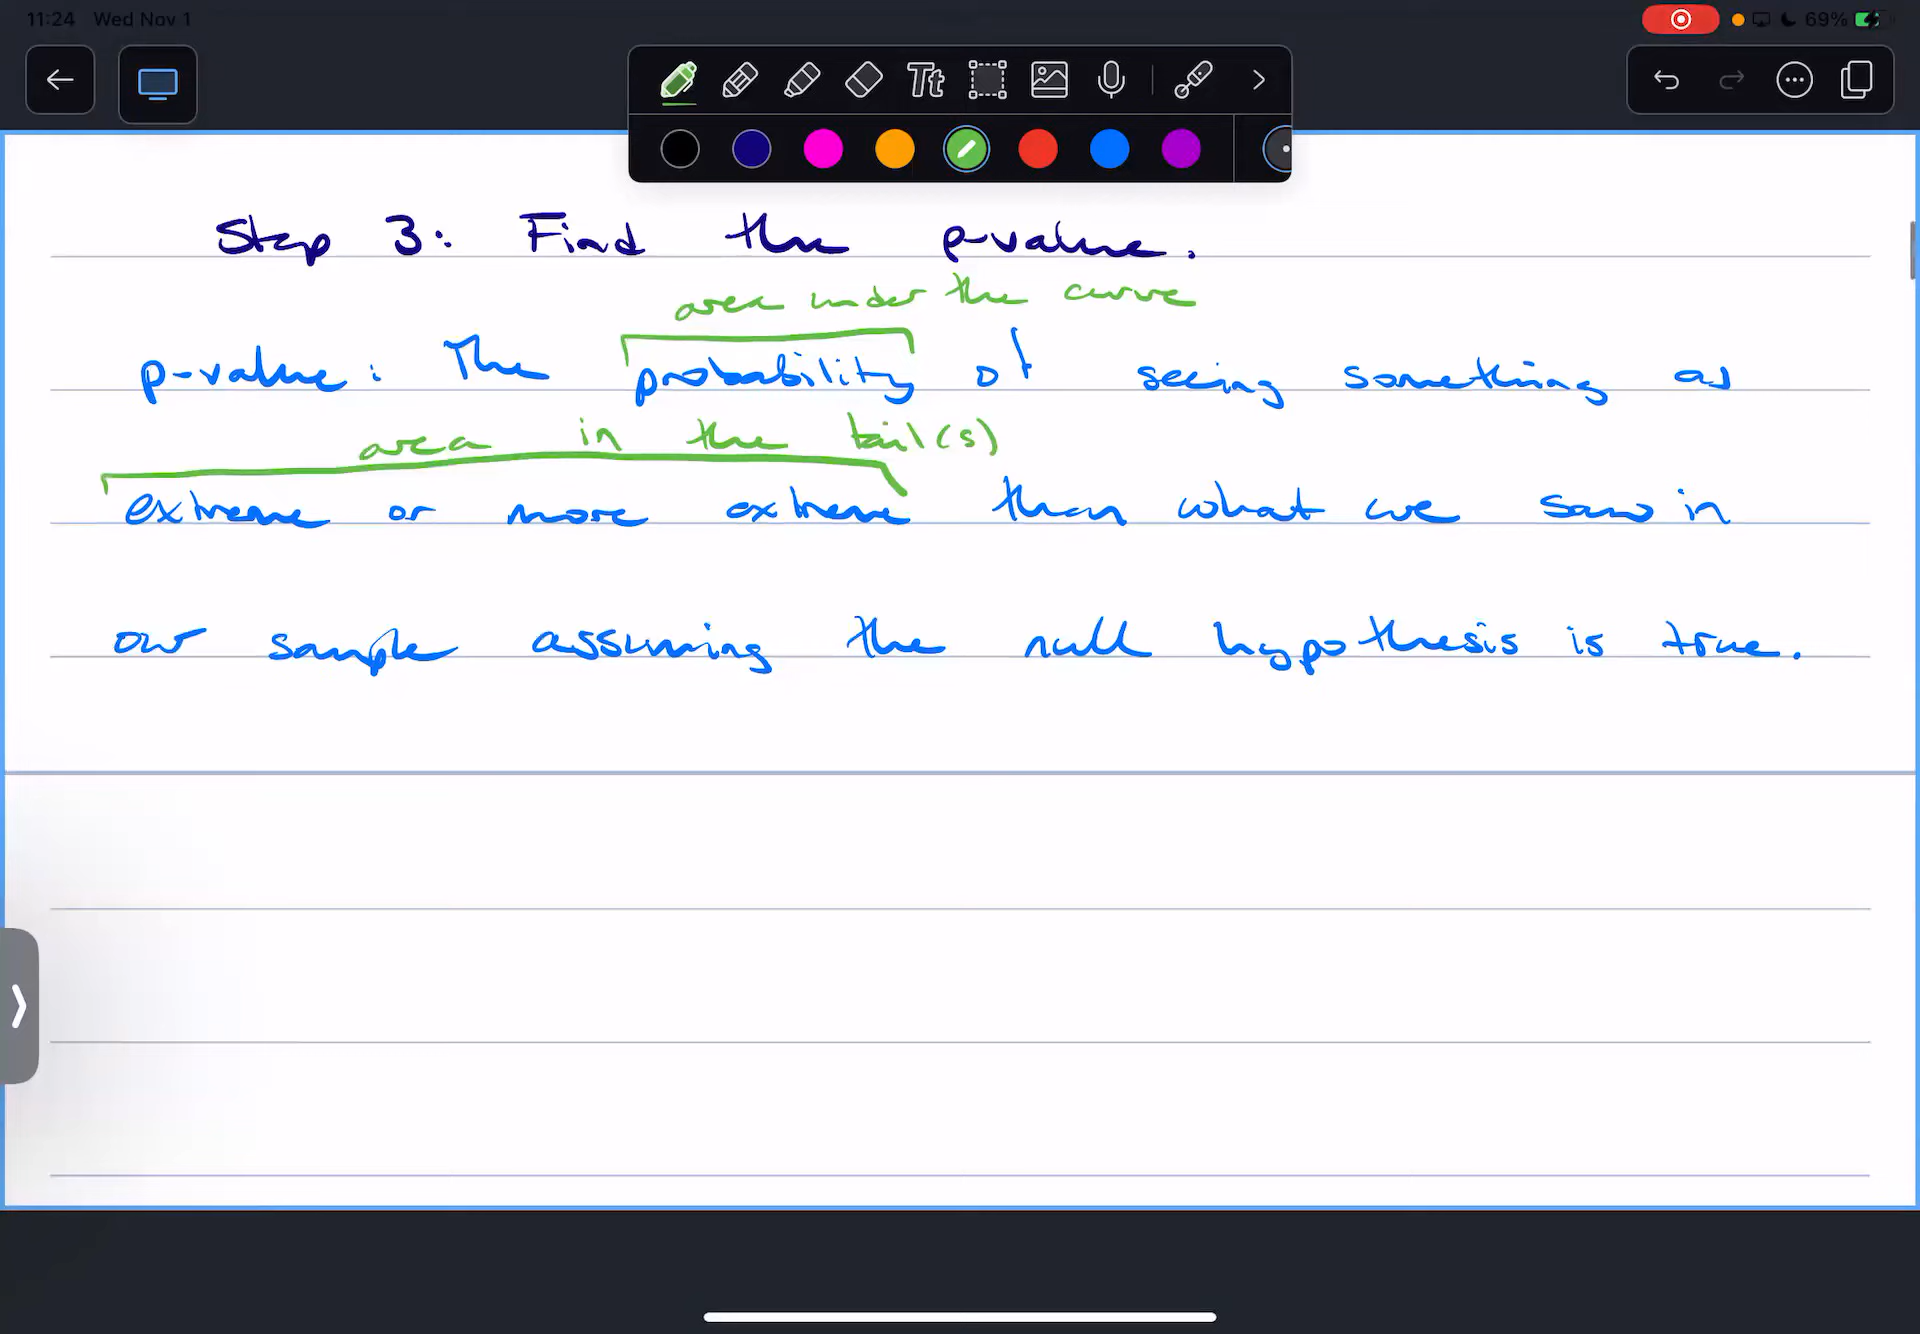 11:24 Wed Nov 1
69%
Tt
Step 3: Find the p-value.
area under the curve
p-value: The probability of seeing something as
area in the tail(s)
extreme or more extreme than what we saw in
our sample assuming the null hypothesis is true.